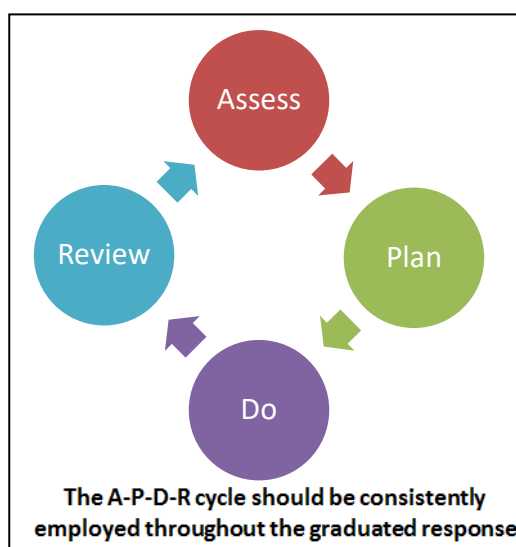 Assess
Plan
Do
Review
The A-P-D-R cycle should be consistently
employed throughout the graduated response